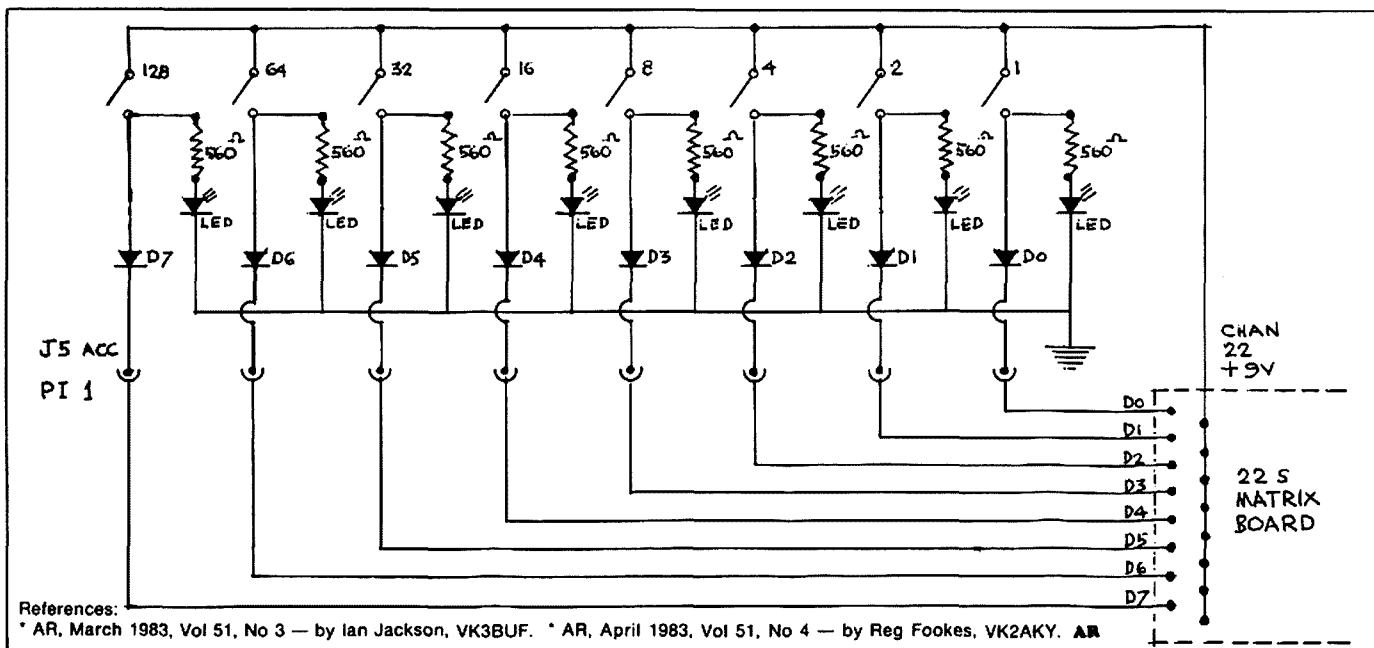 128 64 32 16 8 4 2 1
560Ω 560Ω 560Ω 560Ω 560Ω 560Ω 560Ω 560Ω
LED LED LED LED LED LED LED LED
D7 D6 D5 D4 D3 D2 D1 D0
J5 ACC
PI 1
CHAN
22
+9V
D0
D1
D2
D3
D4
D5
D6
D7
22 S
MATRIX
BOARD
References:
* AR, March 1983, Vol 51, No 3 — by Ian Jackson, VK3BUF. * AR, April 1983, Vol 51, No 4 — by Reg Fookes, VK2AKY. AR